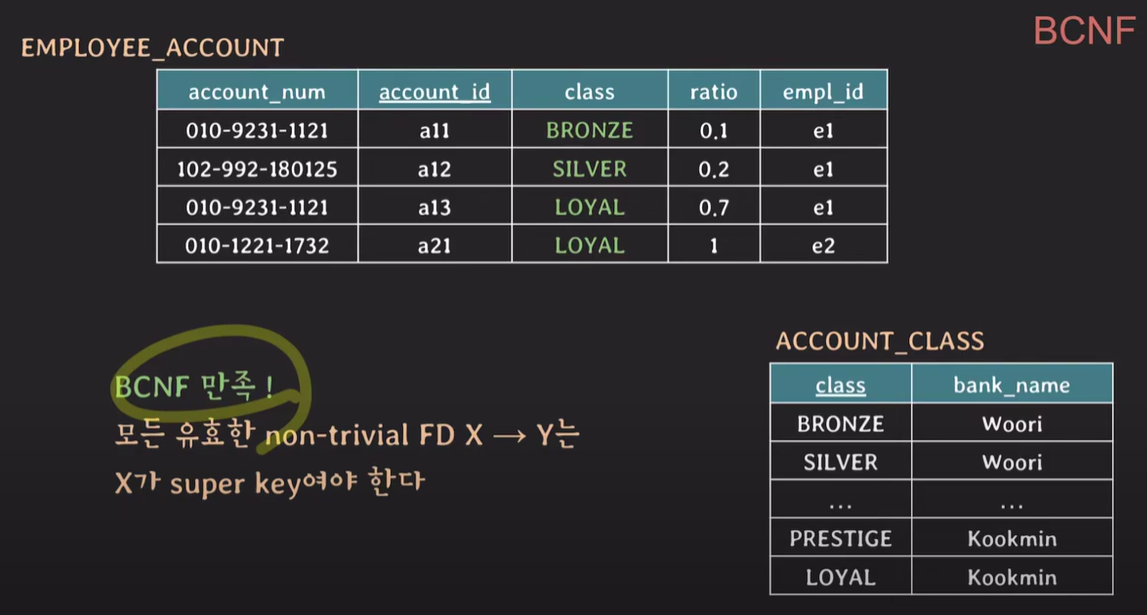 BCNF
EMPLOYEE_ACCOUNT
account_num account_id class ratio empl_id
010-9231-1121 a11 BRONZE 0.1 e1
102-992-180125 a12 SILVER 0.2 e1
010-9231-1121 a13 LOYAL 0.7 e1
010-1221-1732 a21 LOYAL 1 e2
BCNF 만족!
모든 유효한 non-trivial FD X → Y는
X가 super key여야 한다
ACCOUNT_CLASS
class bank_name
BRONZE Woori
SILVER Woori
... ...
PRESTIGE Kookmin
LOYAL Kookmin